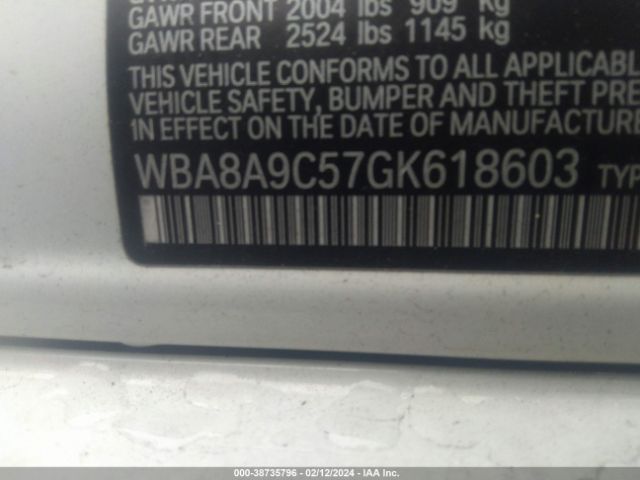 GAWR FRONT 2004 lbs 909 kg
GAWR REAR 2524 lbs 1145 kg
THIS VEHICLE CONFORMS TO ALL APPLICABL
VEHICLE SAFETY, BUMPER AND THEFT PRE
IN EFFECT ON THE DATE OF MANUFACTURE
WBA8A9C57GK618603 TYP
000-38735796 - 02/12/2024 - IAA Inc.